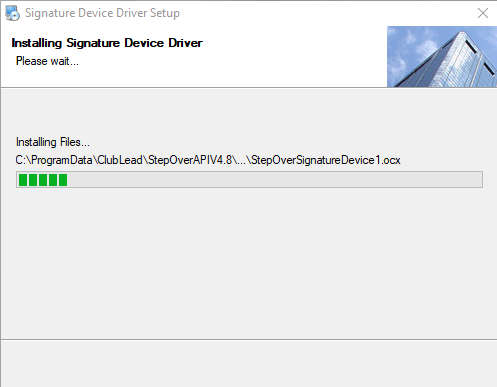 Signature Device Driver Setup
Installing Signature Device Driver
Please wait...
Installing Files...
C:\ProgramData\ClubLead\StepOverAPIV4.8\...\StepOverSignatureDevice1.ocx